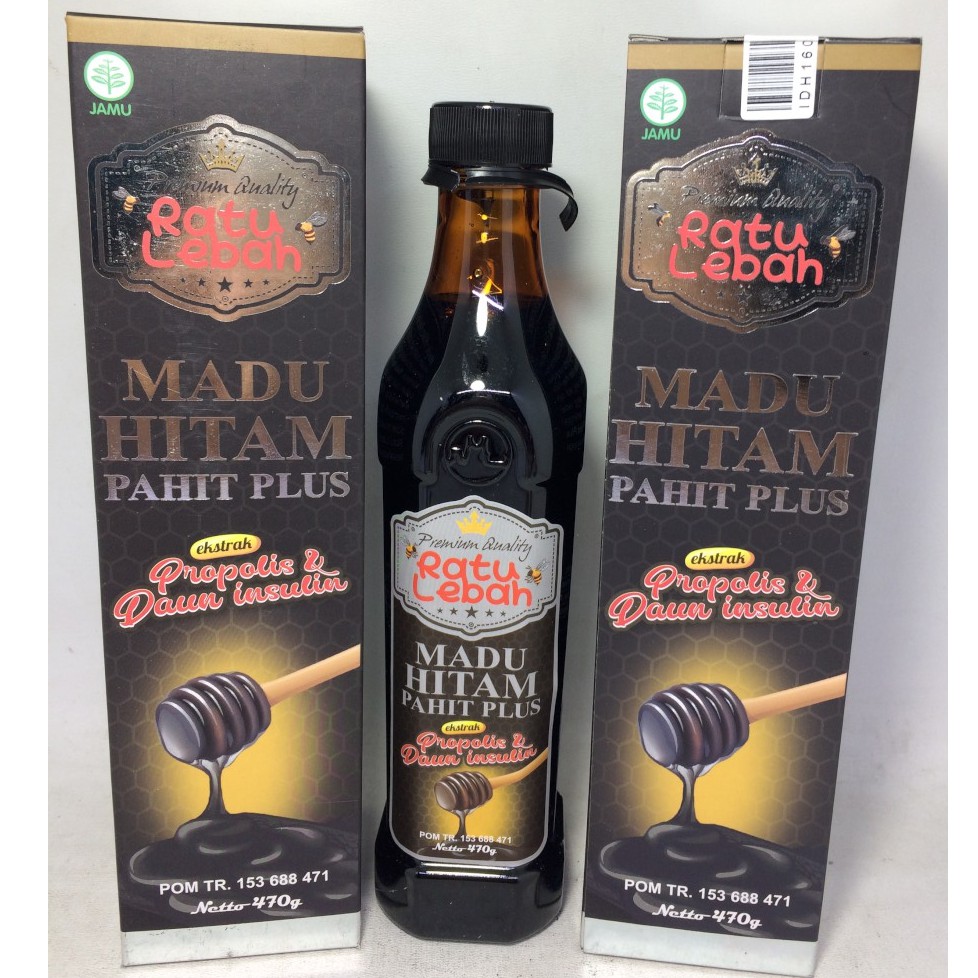 JAMU
Premium Quality
Ratu
Lebah
MADU
HITAM
PAHIT PLUS
ekstrak
Propolis &
Daun insulin
POM TR. 153 688 471
Netto 470g
HML
Premium Quality
Ratu
Lebah
MADU
HITAM
PAHIT PLUS
ekstrak
Propolis &
Daun insulin
POM TR. 153 688 471
Netto 470g
IDH160
JAMU
Premium Quality
Ratu
Lebah
MADU
HITAM
PAHIT PLUS
ekstrak
Propolis &
Daun insulin
POM TR. 153 688 471
Netto 470g